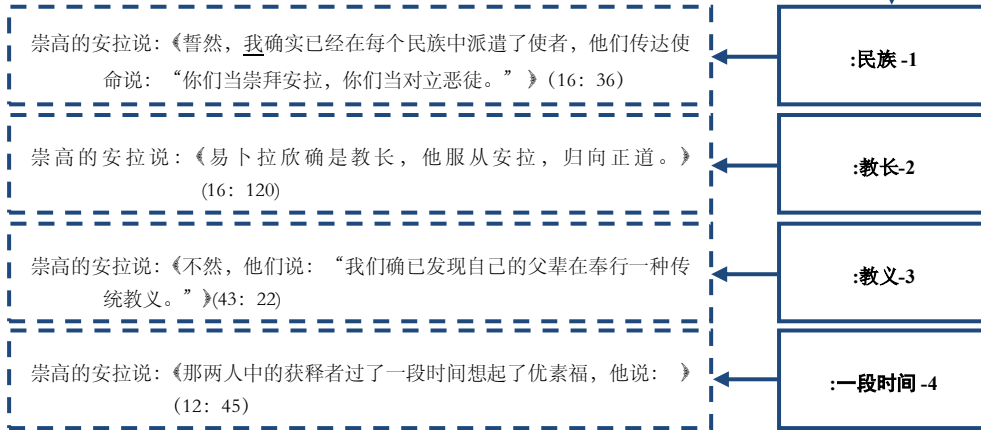 崇高的安拉说：《誓然，我确实已经在每个民族中派遣了使者，他们传达使
命说：“你们当崇拜安拉，你们当对立恶徒。”》（16：36）
:民族 -1
崇高的安拉说：《易卜拉欣确是教长，他服从安拉，归向正道。》
(16：120)
:教长-2
崇高的安拉说：《不然，他们说：“我们确已发现自己的父辈在奉行一种传
统教义。”》(43：22)
:教义-3
崇高的安拉说：《那两人中的获释者过了一段时间想起了优素福，他说： 》
（12：45）
:一段时间 -4